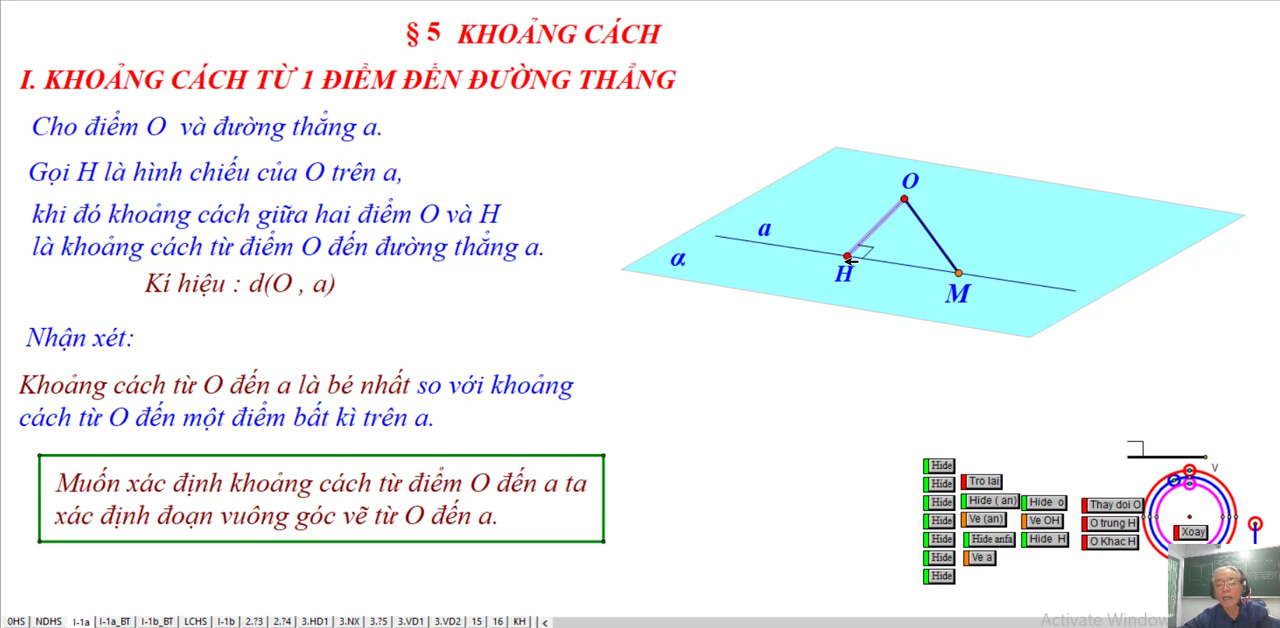 § 5 KHOẢNG CÁCH
I. KHOẢNG CÁCH TỪ 1 ĐIỂM ĐẾN ĐƯỜNG THẲNG
Cho điểm O và đường thẳng a.
Gọi H là hình chiếu của O trên a,
khi đó khoảng cách giữa hai điểm O và H
là khoảng cách từ điểm O đến đường thẳng a.
Kí hiệu : d(O , a)
Nhận xét:
Khoảng cách từ O đến a là bé nhất so với khoảng
cách từ O đến một điểm bất kì trên a.
Muốn xác định khoảng cách từ điểm O đến a ta
xác định đoạn vuông góc vẽ từ O đến a.
O
a
α
H
M
Hide
Hide
Hide
Hide
Hide
Hide
Hide
Tro lai
Hide ( an)
Hide o
Ve (an)
Ve OH
Hide anfa
Hide H
Ve a
Thay doi O
O trung H
O Khac H
V
Xoay
Activate Window
0HS | NDHS | I-1a | I-1a_BT | I-1b_BT | LCHS | I-1b | 2.?3 | 2.?4 | 3.HD1 | 3.NX | 3.?5 | 3.VD1 | 3.VD2 | 15 | 16 | KH |